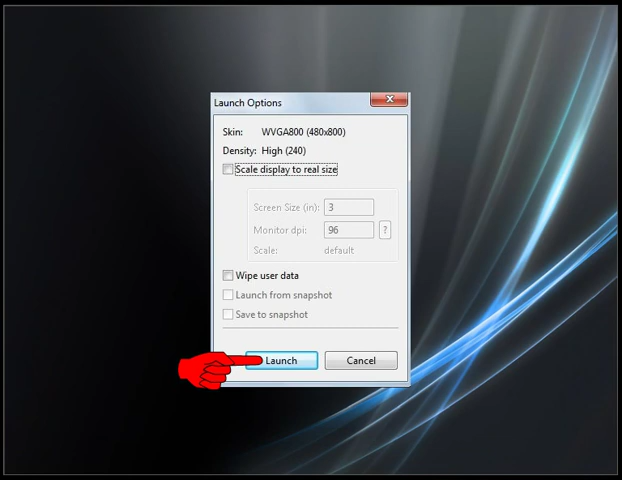 Launch Options
Skin: WVGA800 (480x800)
Density: High (240)
Scale display to real size
Screen Size (in): 3
Monitor dpi: 96 ?
Scale: default
Wipe user data
Launch from snapshot
Save to snapshot
Launch Cancel